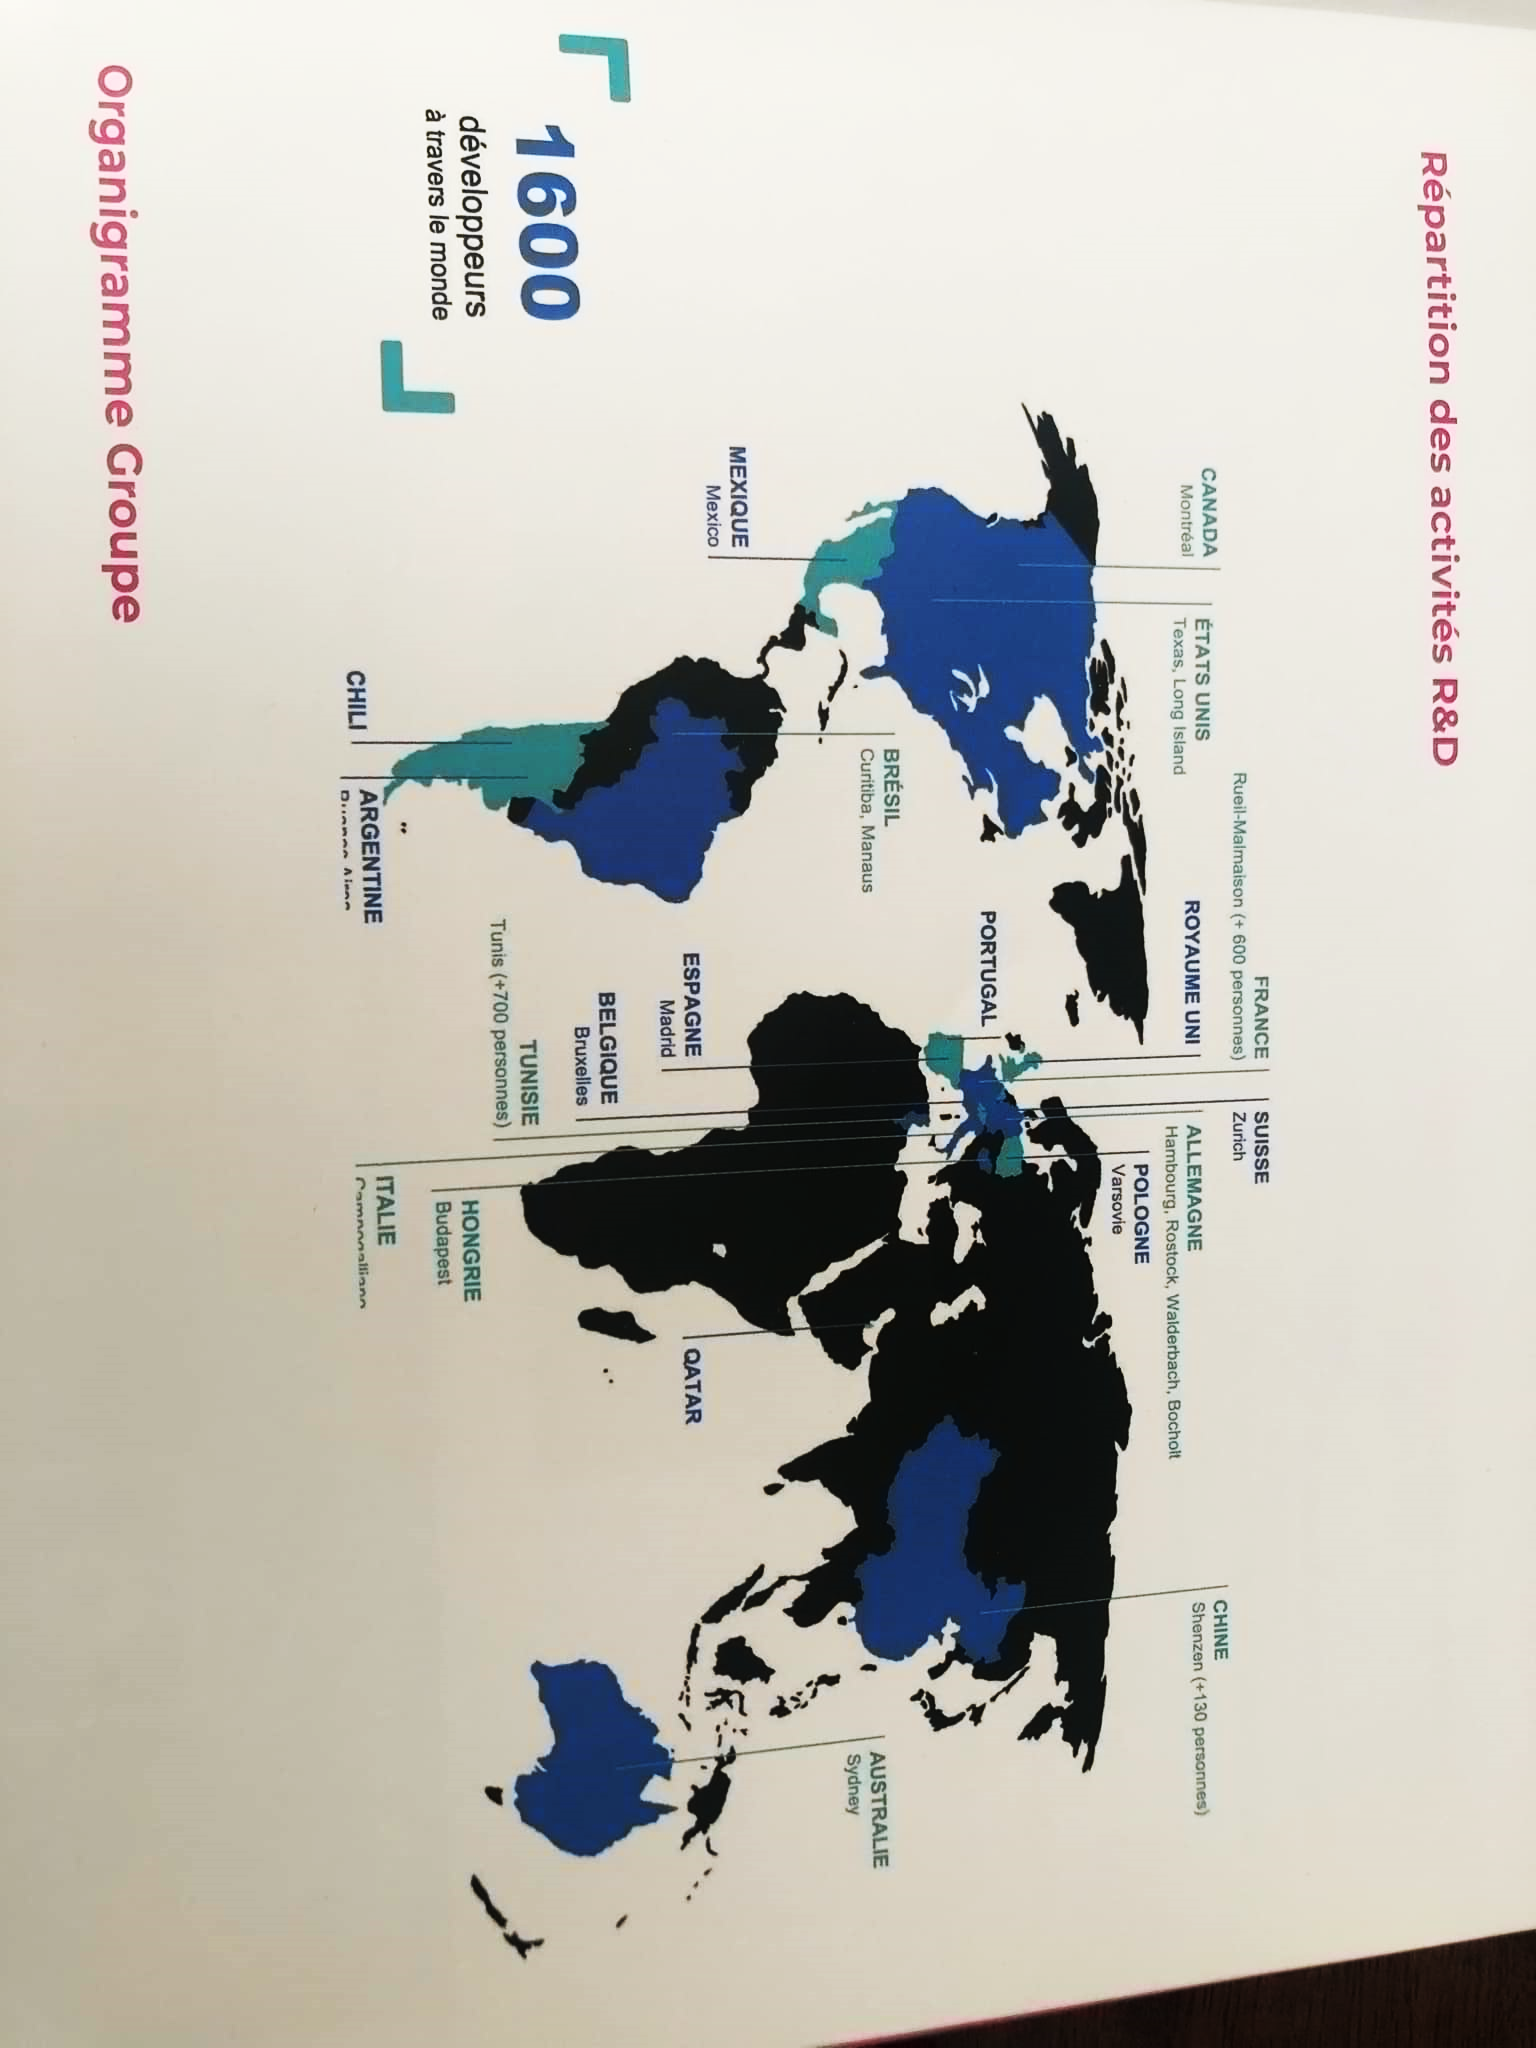 Répartition des activités R&D
CANADA
Montréal
ÉTATS UNIS
Texas, Long Island
FRANCE
Rueil-Malmaison (+ 600 personnes)
ROYAUME UNI
SUISSE
Zurich
ALLEMAGNE
Hambourg, Rostock, Walderbach, Bocholt
POLOGNE
Varsovie
CHINE
Shenzen (+130 personnes)
MEXIQUE
Mexico
BRÉSIL
Curitiba, Manaus
PORTUGAL
ESPAGNE
Madrid
BELGIQUE
Bruxelles
TUNISIE
Tunis (+700 personnes)
QATAR
AUSTRALIE
Sydney
1600
développeurs
à travers le monde
CHILI
ARGENTINE
HONGRIE
Budapest
ITALIE
Organigramme Groupe